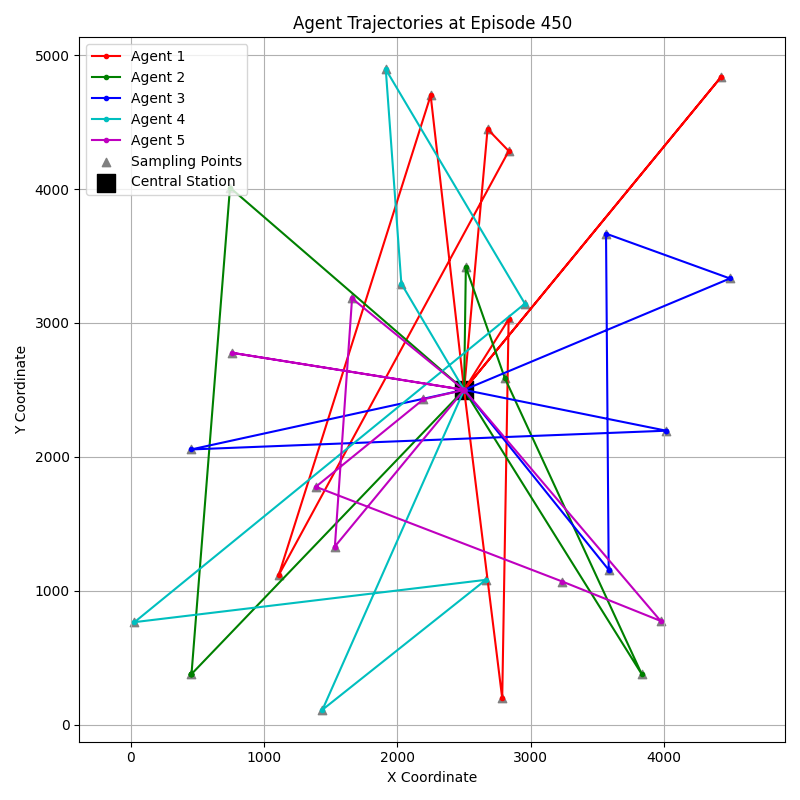 Agent Trajectories at Episode 450
5000
4000
3000
2000
1000
0
Y Coordinate
Agent 1
Agent 2
Agent 3
Agent 4
Agent 5
Sampling Points
Central Station
0
1000
2000
3000
4000
X Coordinate